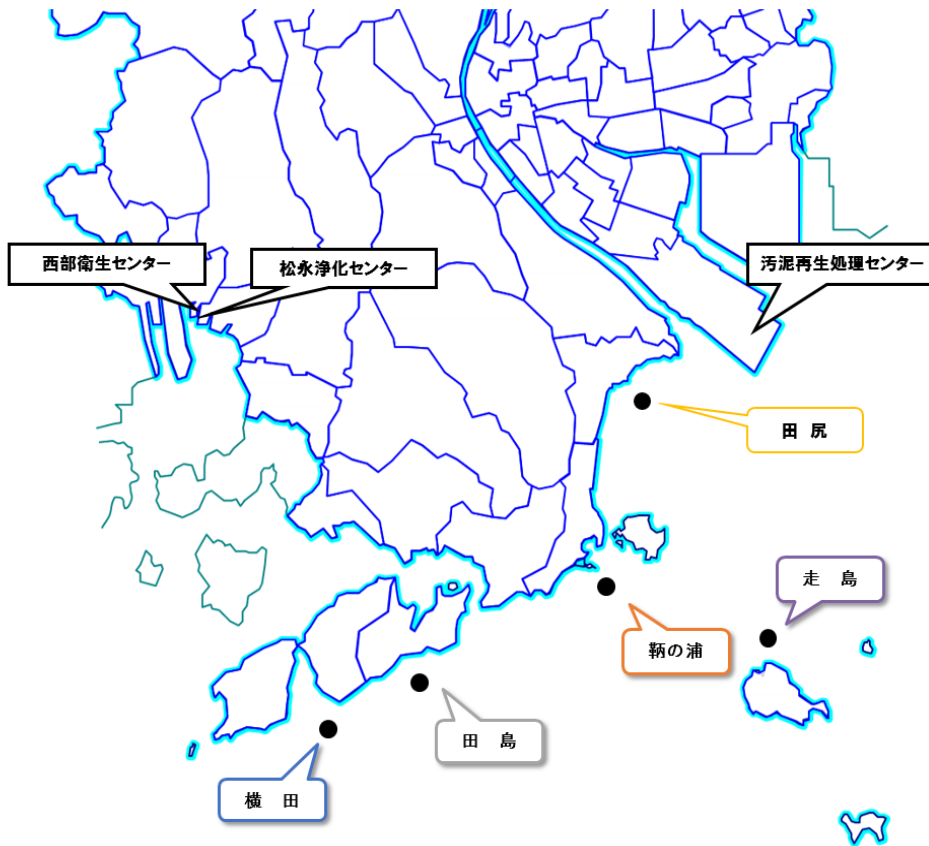 西部衛生センター
松永浄化センター
汚泥再生処理センター
田 尻
走 島
鞆の浦
田 島
横 田